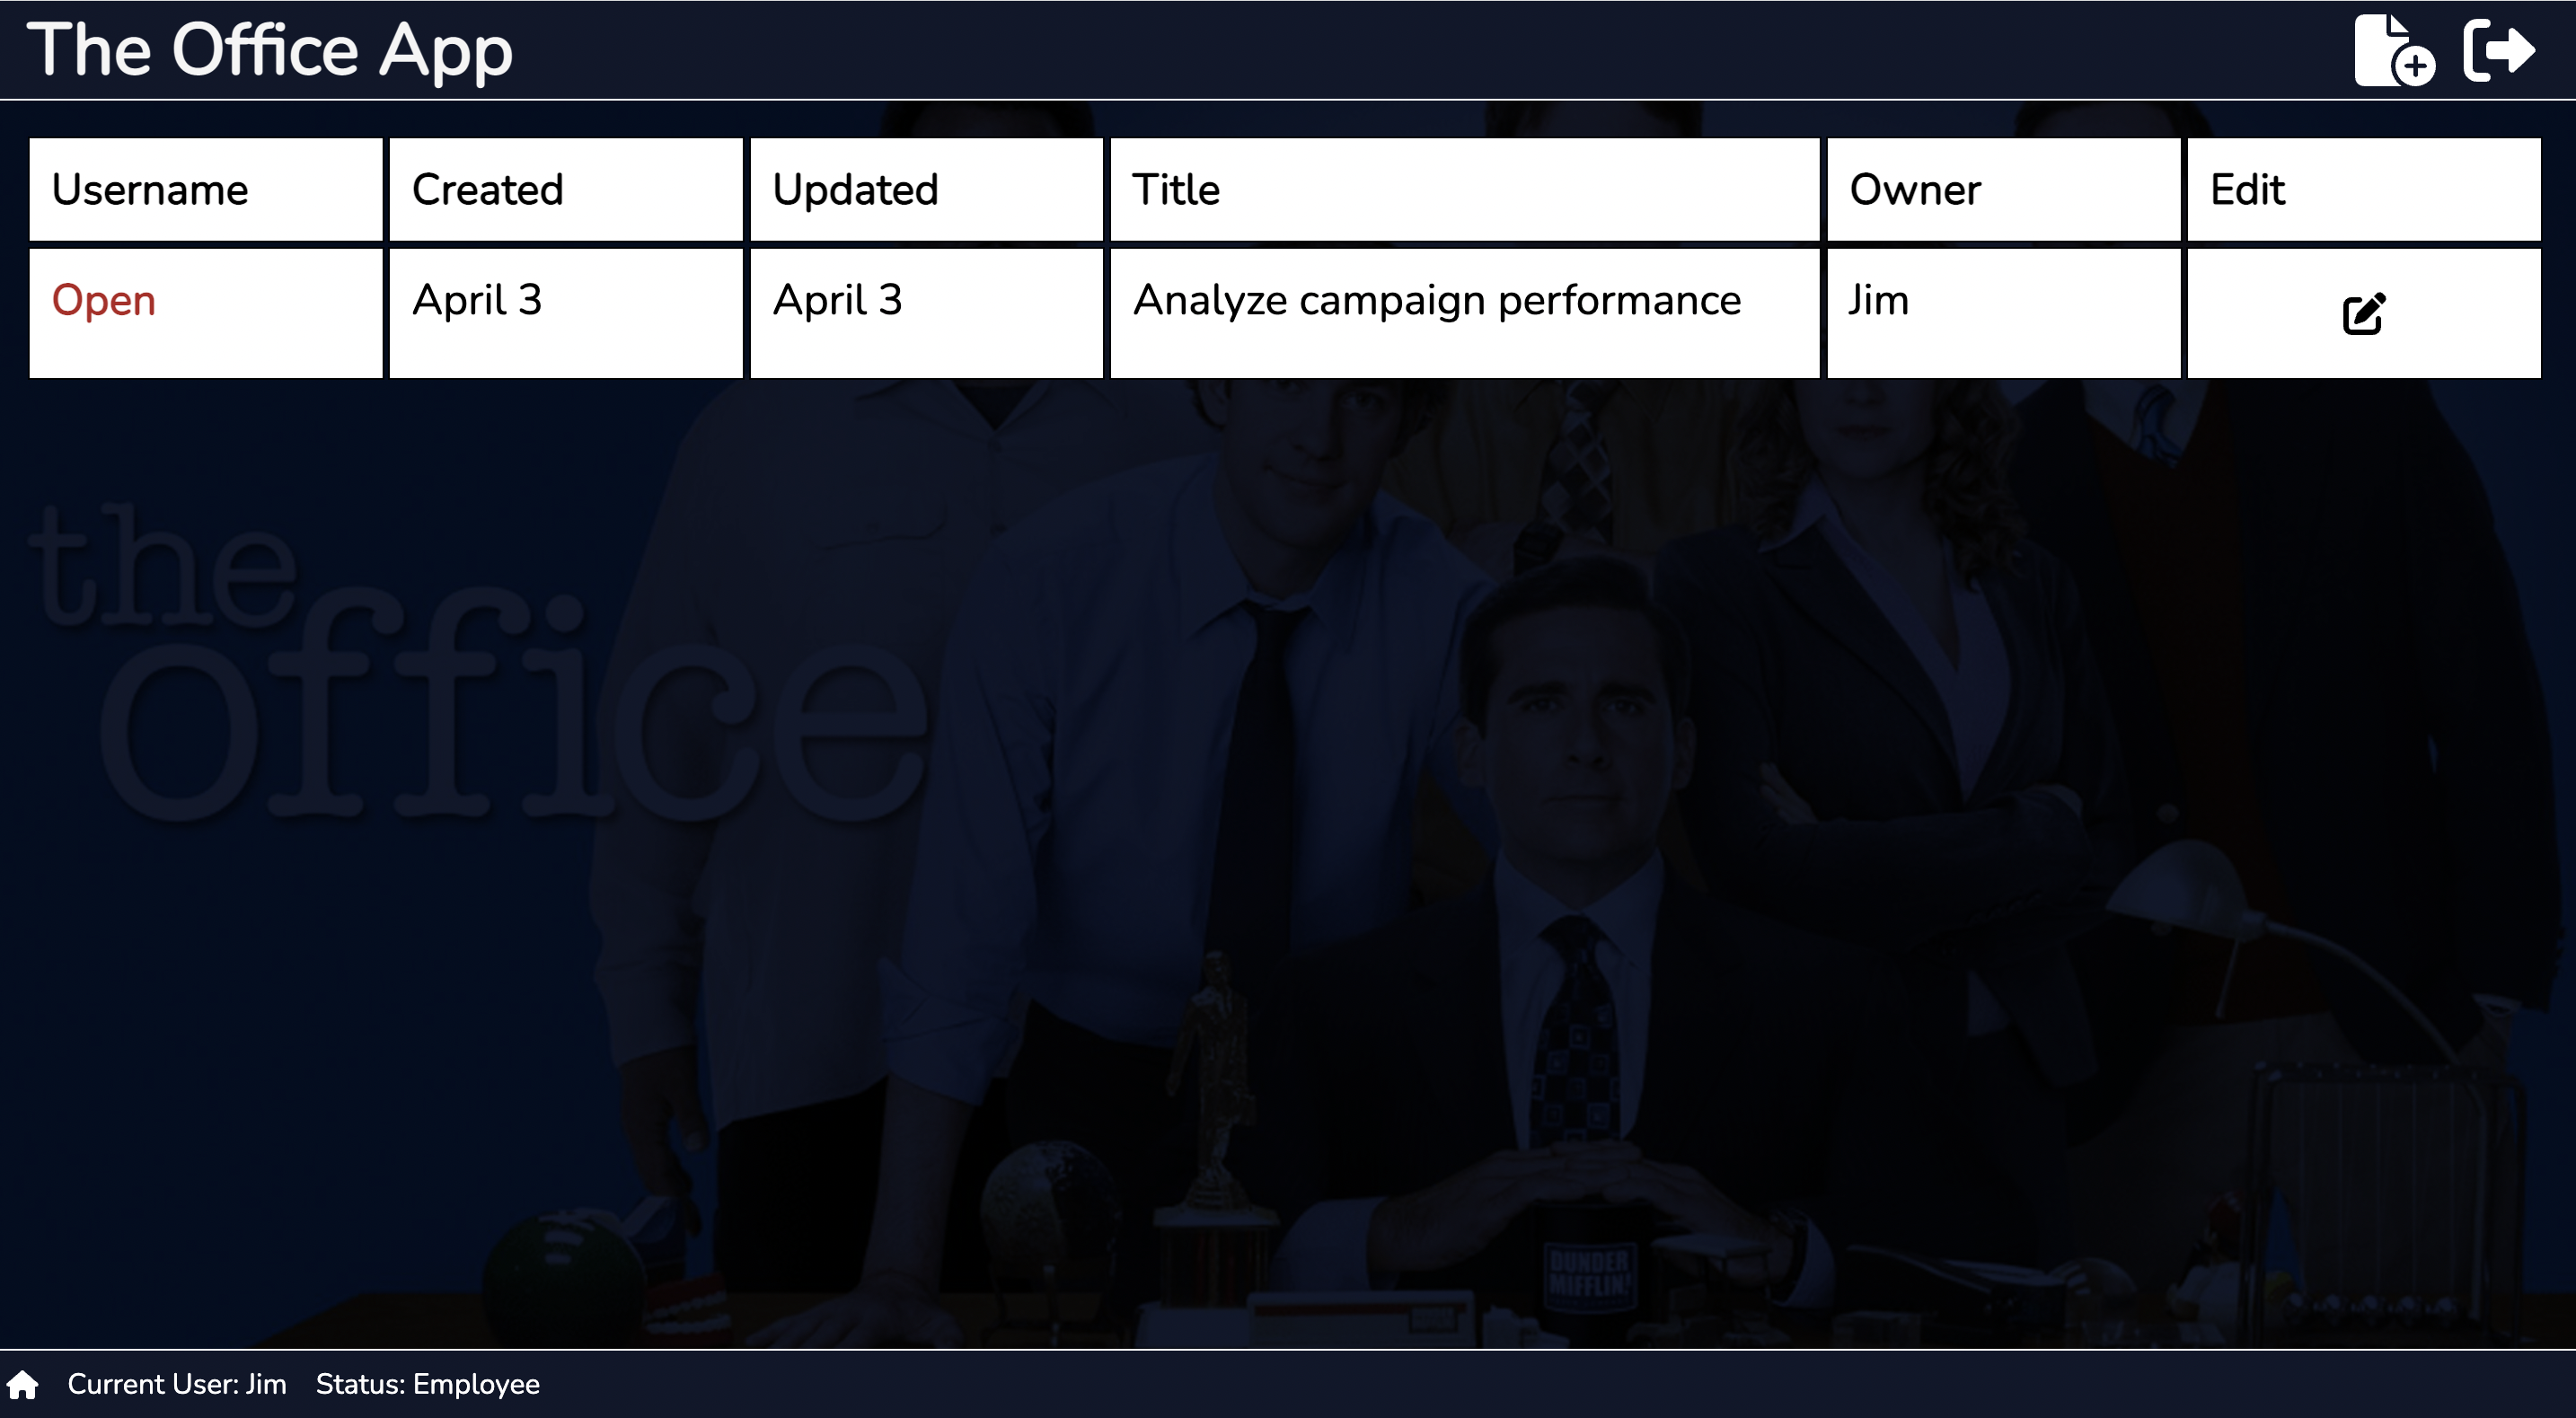 The Office App
Username Created Updated Title Owner Edit
Open April 3 April 3 Analyze campaign performance Jim
the
office
DUNDER
MIFFLIN!
Current User: Jim Status: Employee